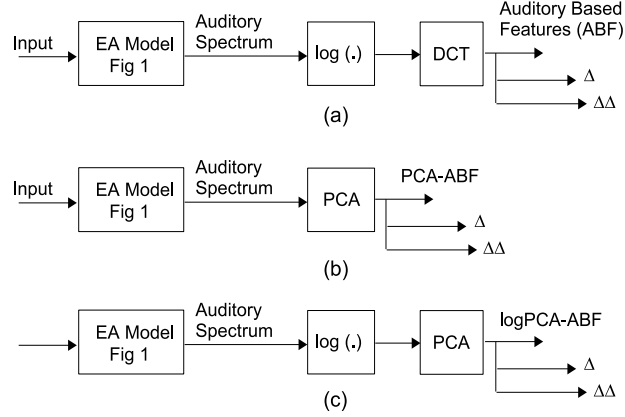 Auditory Based
Features (ABF)
Auditory
Spectrum
Input
EA Model
Fig 1
log (.)
DCT
Δ
ΔΔ
(a)
Auditory
Spectrum
PCA-ABF
Input
EA Model
Fig 1
PCA
Δ
ΔΔ
(b)
Auditory
Spectrum
logPCA-ABF
EA Model
Fig 1
log (.)
PCA
Δ
ΔΔ
(c)